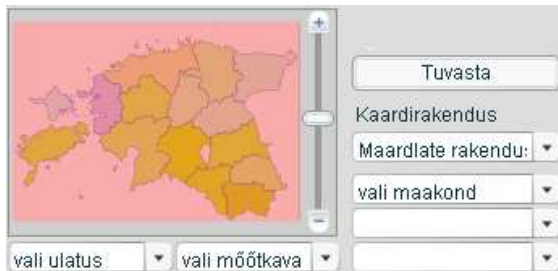 Tuvasta
Kaardirakendus
Maardlate rakendu:
vali maakond
vali ulatus
vali mõõtkava